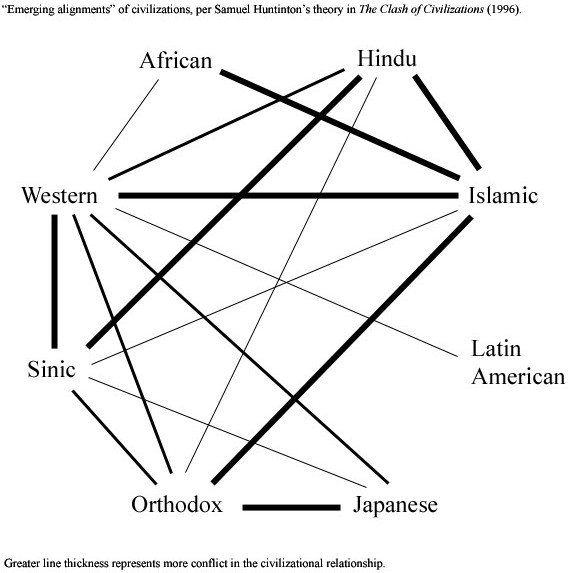 “Emerging alignments” of civilizations, per Samuel Huntinton’s theory in The Clash of Civilizations (1996).
African
Hindu
Western
Islamic
Sinic
Latin
American
Orthodox
Japanese
Greater line thickness represents more conflict in the civilizational relationship.